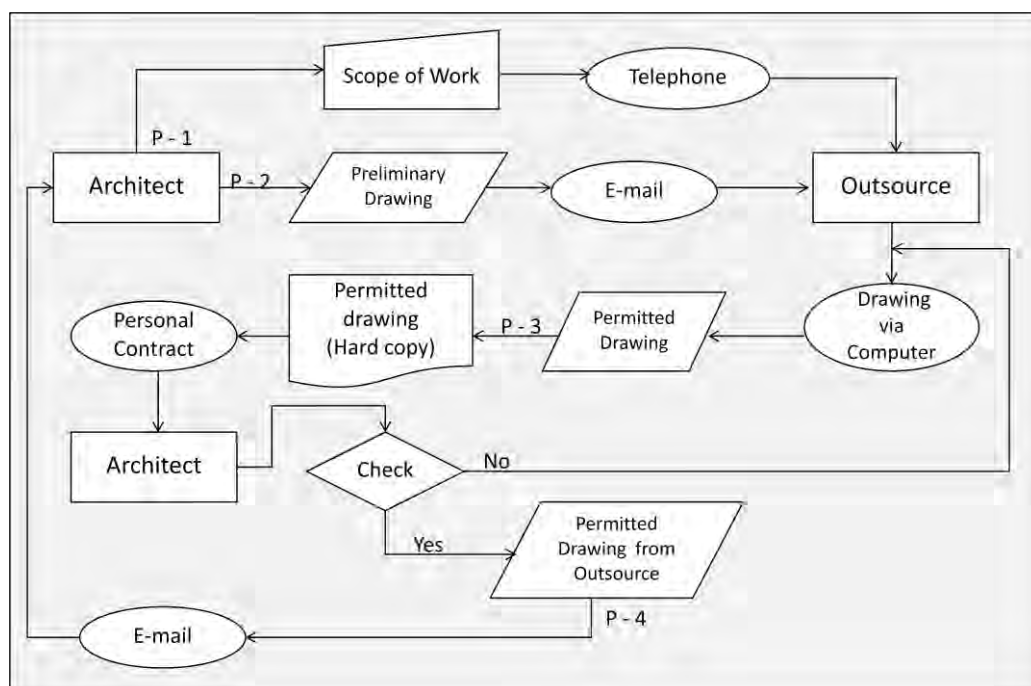 Scope of Work
Telephone
P - 1
Architect
P - 2
Preliminary
Drawing
E-mail
Outsource
Personal
Contract
Permitted
drawing
(Hard copy)
P - 3
Permitted
Drawing
Drawing
via
Computer
Architect
Check
No
Yes
Permitted
Drawing from
Outsource
P - 4
E-mail